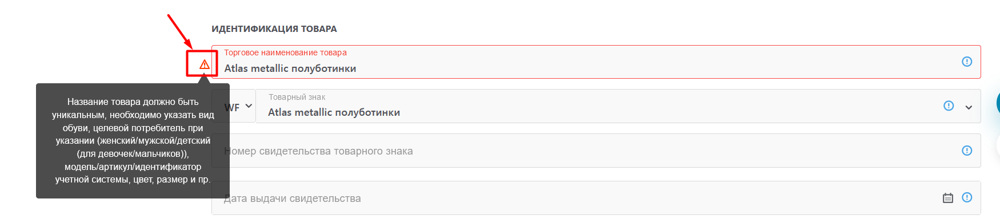 ИДЕНТИФИКАЦИЯ ТОВАРА
Торговое наименование товара
Atlas metallic полуботинки
Название товара должно быть
уникальным, необходимо указать вид
обуви, целевой потребитель при
указании (женский/мужской/детский
(для девочек/мальчиков)),
модель/артикул/идентификатор
учетной системы, цвет, размер и пр.
WF
Товарный знак
Atlas metallic полуботинки
Номер свидетельства товарного знака
Дата выдачи свидетельства